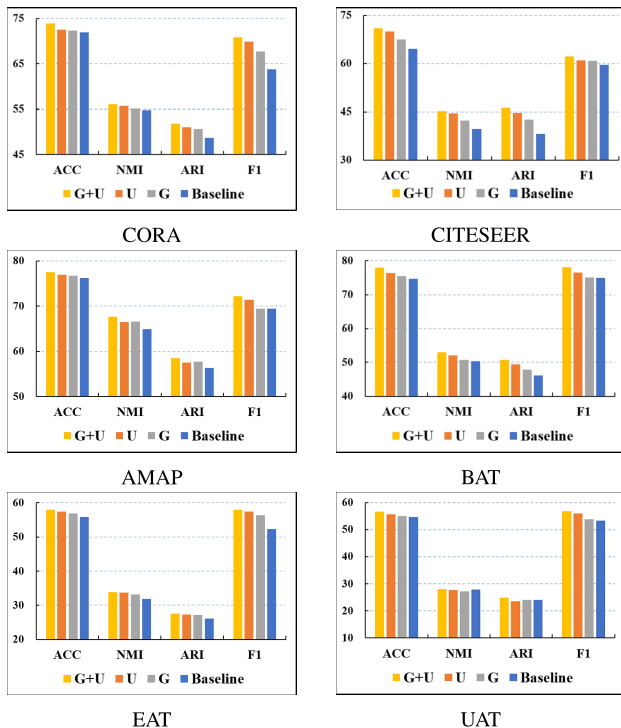 75
65
55
45
ACC NMI ARI F1
G+U U G Baseline
CORA
75
60
45
30
ACC NMI ARI F1
G+U U G Baseline
CITESEER
80
70
60
50
ACC NMI ARI F1
G+U U G Baseline
AMAP
80
70
60
50
40
ACC NMI ARI F1
G+U U G Baseline
BAT
60
50
40
30
20
ACC NMI ARI F1
G+U U G Baseline
EAT
60
50
40
30
20
10
ACC NMI ARI F1
G+U U G Baseline
UAT